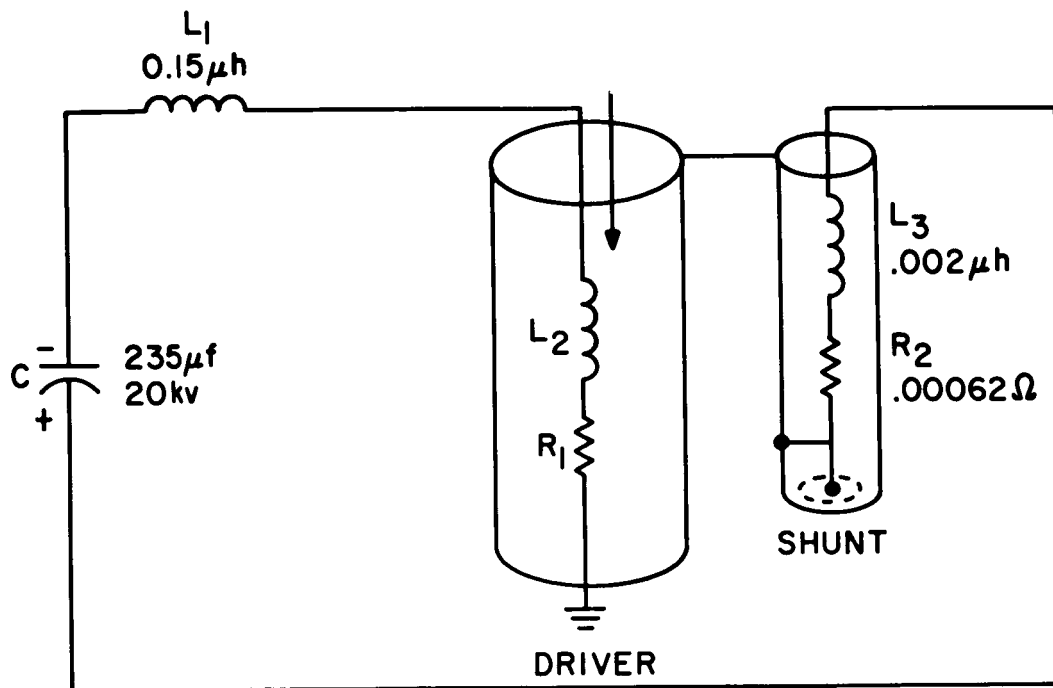 L1
0.15μh
L2
R1
C
-
+
235μf
20kv
L3
.002μh
R2
.00062Ω
SHUNT
DRIVER